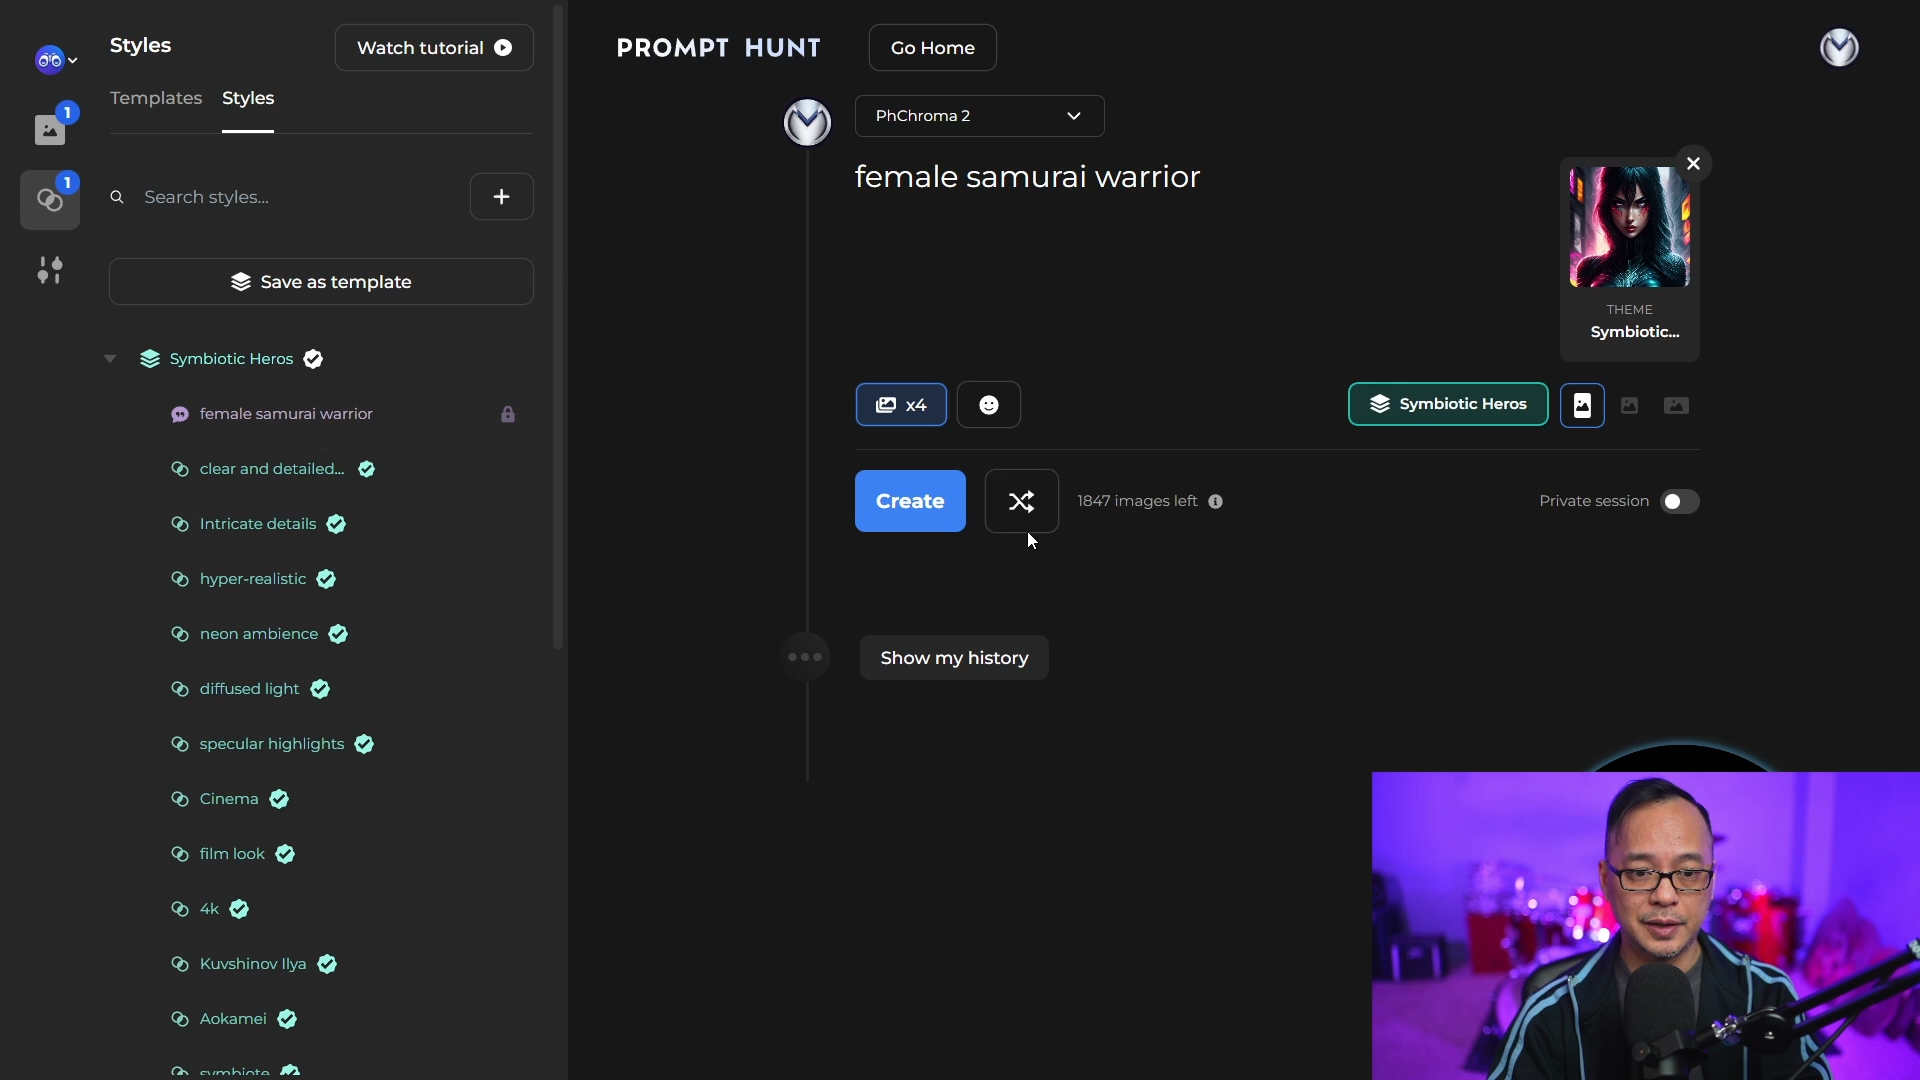 Styles
Watch tutorial
Templates
Styles
Search styles...
Save as template
Symbiotic Heros
female samurai warrior
clear and detailed...
Intricate details
hyper-realistic
neon ambience
diffused light
specular highlights
Cinema
film look
4k
Kuvshinov Ilya
Aokamei
symbiote
1
1
PROMPT HUNT
Go Home
PhChroma 2
female samurai warrior
THEME
Symbiotic...
x4
Symbiotic Heros
Create
1847 images left
Private session
Show my history